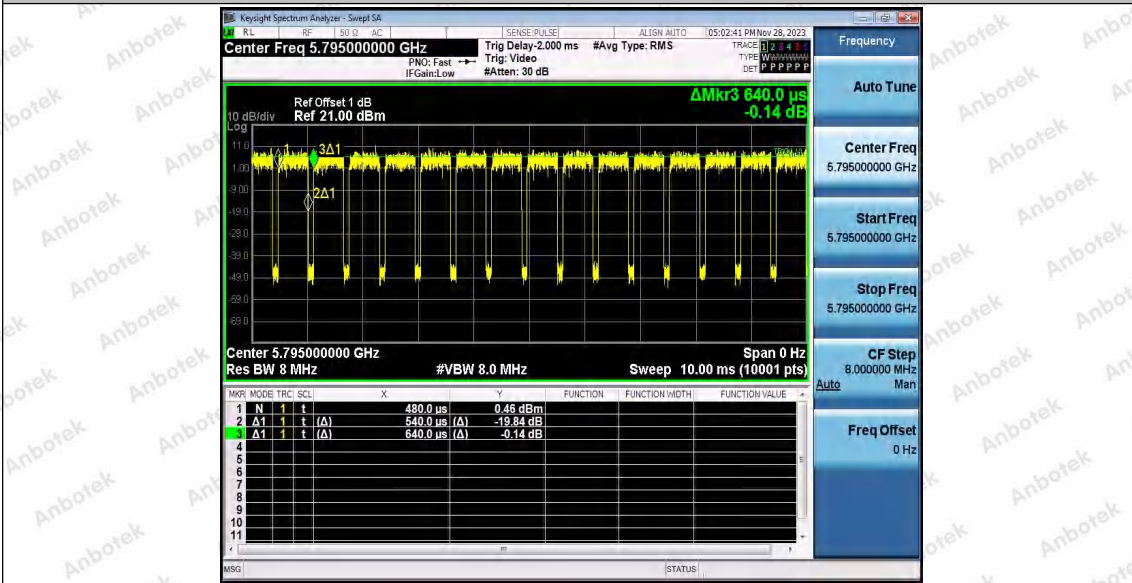 Keysight Spectrum Analyzer - Swept SA
RL RF 50 Ω AC SENSE:PULSE ALIGN AUTO 05:02:41 PM Nov 28, 2023
Center Freq 5.795000000 GHz
PNO: Fast
IFGain:Low
Trig Delay-2.000 ms
Trig: Video
#Atten: 30 dB
#Avg Type: RMS
TRACE 1 2 3 4 5 6
TYPE W
DET P P P P P P
Ref Offset 1 dB
10 dB/div Ref 21.00 dBm
Log
ΔMkr3 640.0 µs
-0.14 dB
11.0
1.00
-9.00
-19.0
-29.0
-39.0
-49.0
-59.0
-69.0
1
3Δ1
2Δ1
Center 5.795000000 GHz Span 0 Hz
Res BW 8 MHz #VBW 8.0 MHz Sweep 10.00 ms (10001 pts)
MKR MODE TRC SCL X Y FUNCTION FUNCTION WIDTH FUNCTION VALUE
1 N 1 t 480.0 µs 0.46 dBm
2 Δ1 1 t (Δ) 540.0 µs (Δ) -19.84 dB
3 Δ1 1 t (Δ) 640.0 µs (Δ) -0.14 dB
4
5
6
7
8
9
10
11
MSG STATUS
Frequency
Auto Tune
Center Freq
5.795000000 GHz
Start Freq
5.795000000 GHz
Stop Freq
5.795000000 GHz
CF Step
8.000000 MHz
Auto Man
Freq Offset
0 Hz
Anbotek